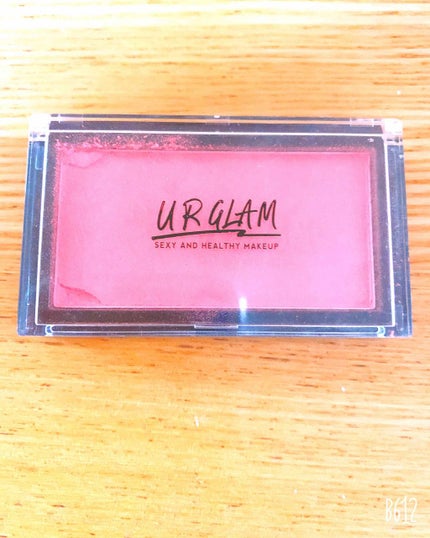 UR GLAM
SEXY AND HEALTHY MAKEUP
B612